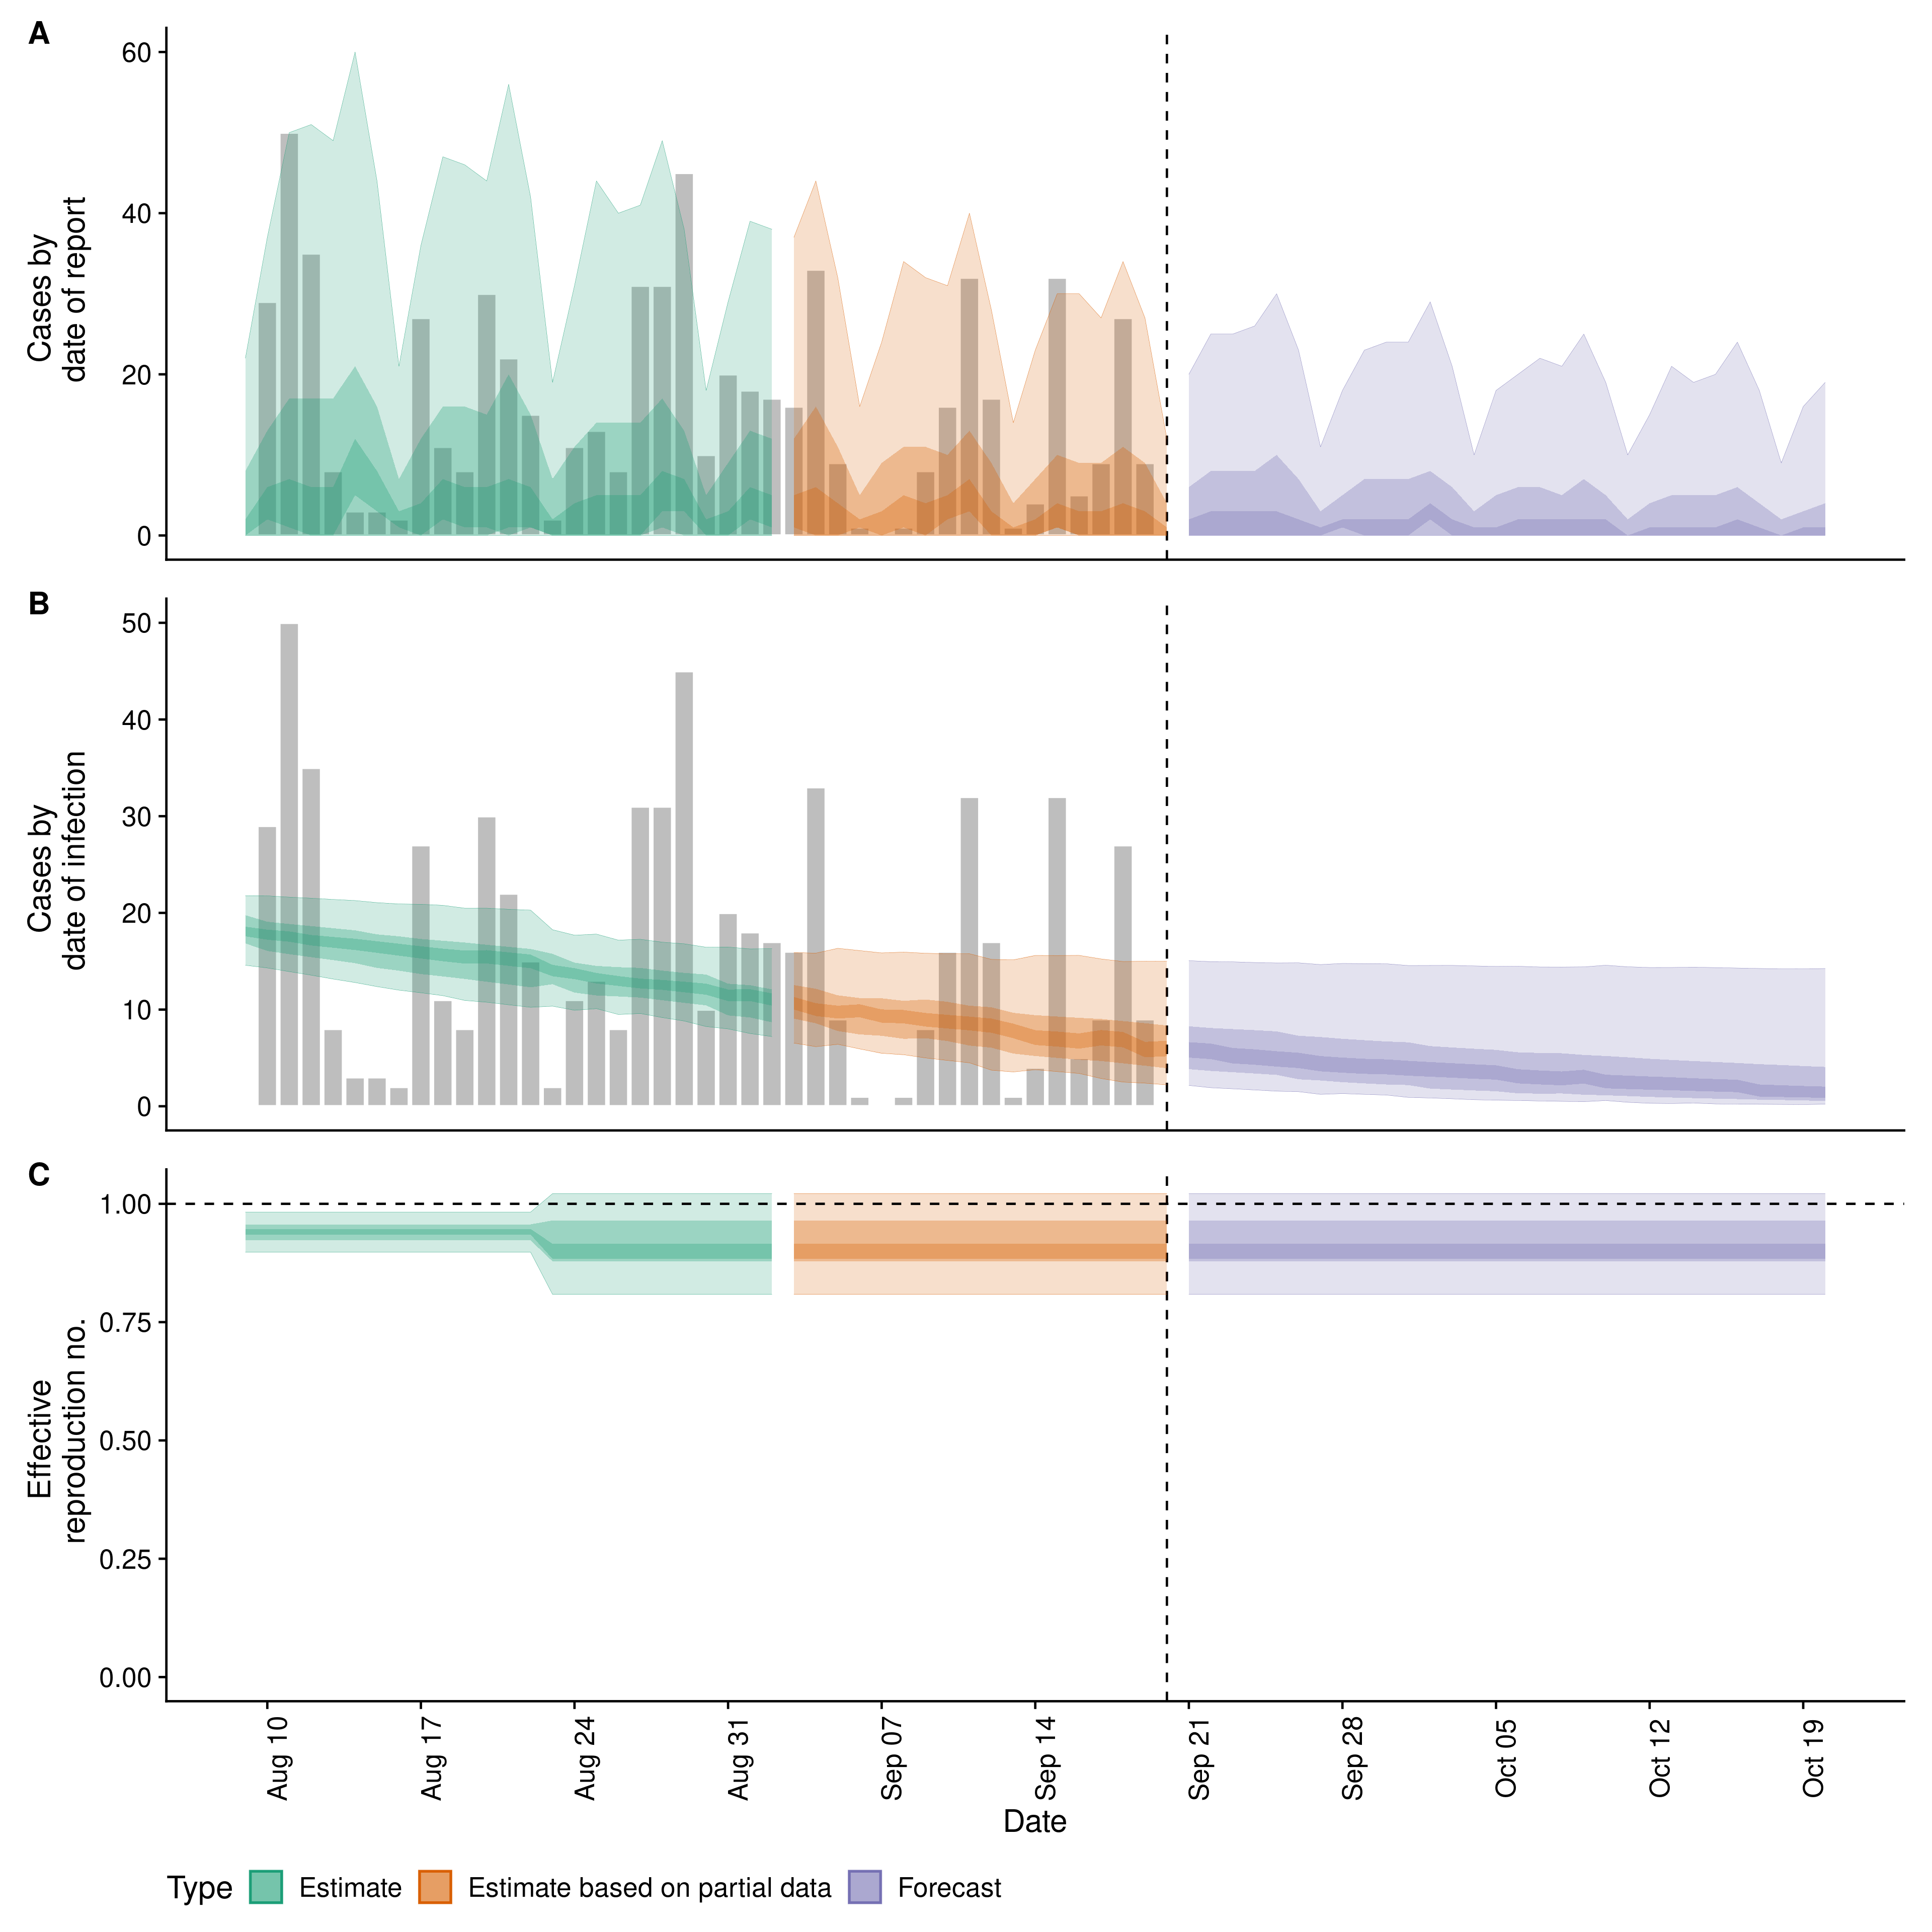 A
60
40
20
0
Cases by
date of report
B
50
40
30
20
10
0
Cases by
date of infection
C
1.00
0.75
0.50
0.25
0.00
Effective
reproduction no.
Aug 10
Aug 17
Aug 24
Aug 31
Sep 07
Sep 14
Sep 21
Sep 28
Oct 05
Oct 12
Oct 19
Date
Type Estimate Estimate based on partial data Forecast